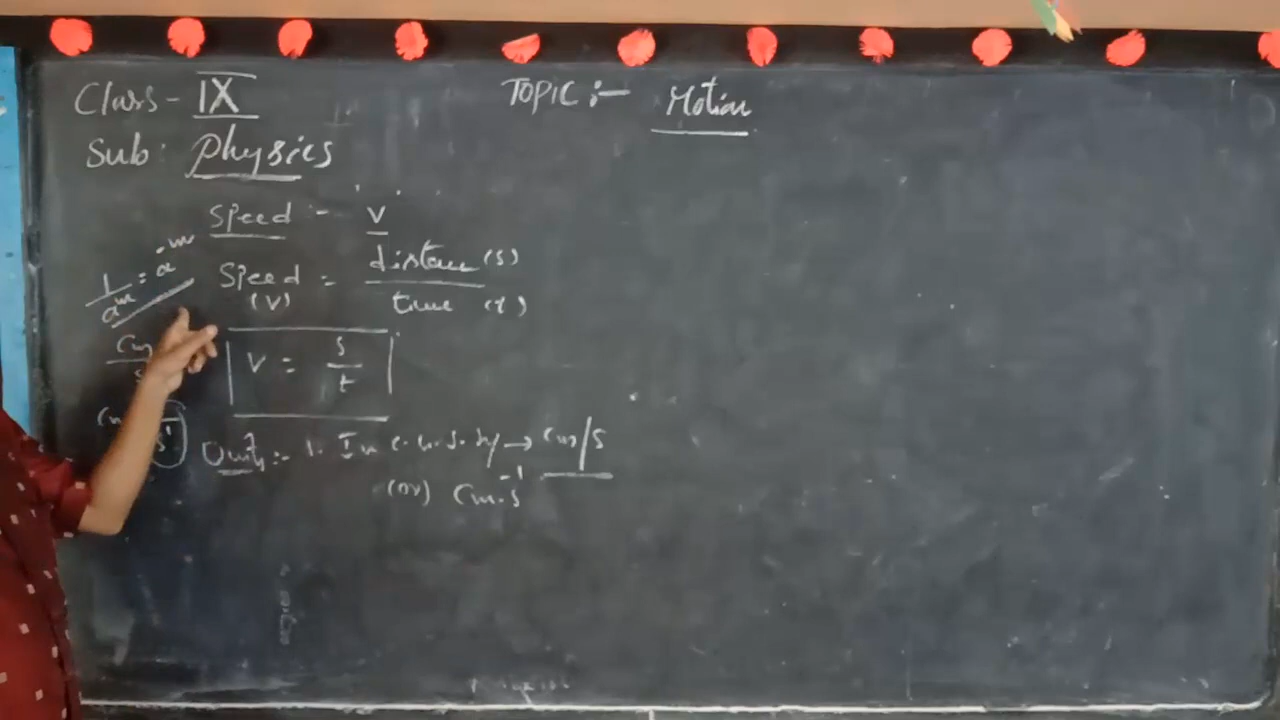 Class - IX
TOPIC :- Motion
Sub: Physics
Speed :- v
1/a^m = a^-m
Speed = distance (s)
(v) time (t)
v = s/t
Unit :- 1. In c.g.s. sy → cm/s
(or) cm.s^-1